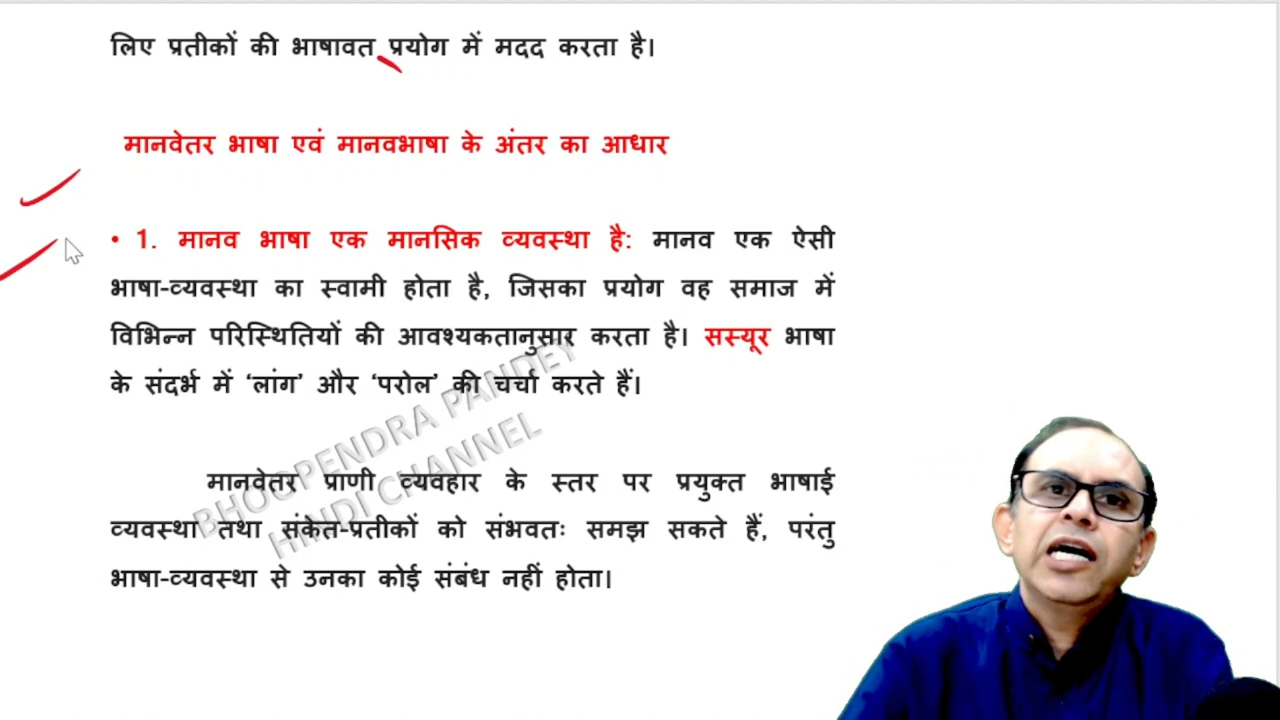 लिए प्रतीकों की भाषावत प्रयोग में मदद करता है।
मानवेतर भाषा एवं मानवभाषा के अंतर का आधार
• 1. मानव भाषा एक मानसिक व्यवस्था है: मानव एक ऐसी
भाषा-व्यवस्था का स्वामी होता है, जिसका प्रयोग वह समाज में
विभिन्न परिस्थितियों की आवश्यकतानुसार करता है। सस्यूर भाषा
के संदर्भ में ‘लांग’ और ‘परोल’ की चर्चा करते हैं।
मानवेतर प्राणी व्यवहार के स्तर पर प्रयुक्त भाषाई
व्यवस्था तथा संकेत-प्रतीकों को संभवतः समझ सकते हैं, परंतु
भाषा-व्यवस्था से उनका कोई संबंध नहीं होता।
BHOOPENDRA PANDEY
HINDI CHANNEL